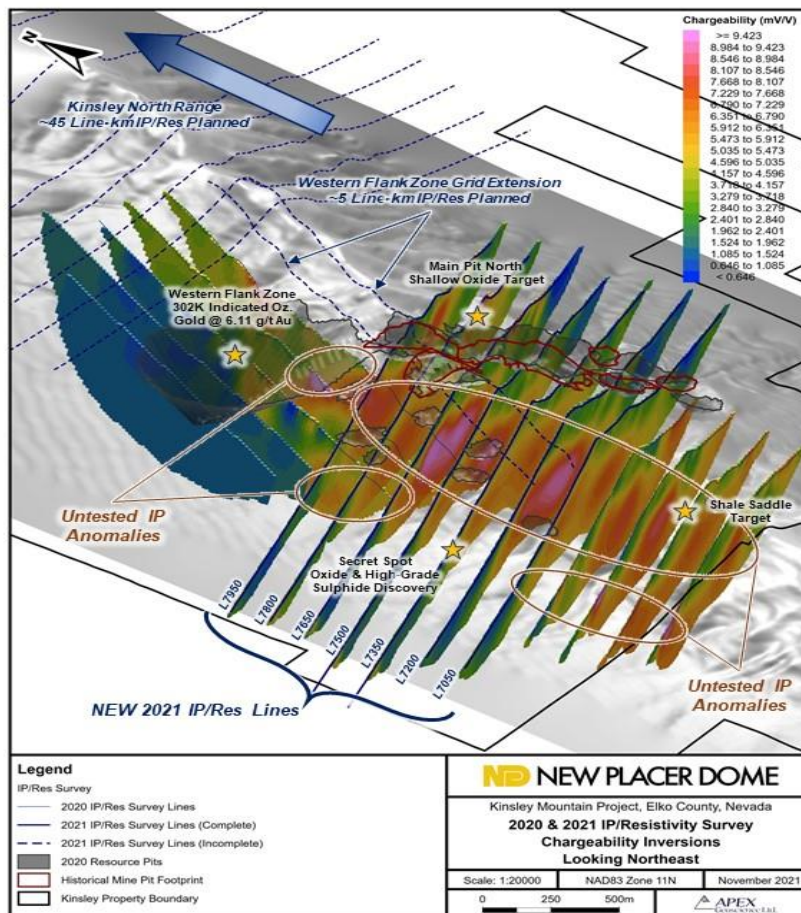 Chargeability (mV/V)
>= 9.423
8.984 to 9.423
8.546 to 8.984
8.107 to 8.546
7.668 to 8.107
7.229 to 7.668
6.790 to 7.229
6.351 to 6.790
5.912 to 6.351
5.473 to 5.912
5.035 to 5.473
4.596 to 5.035
4.157 to 4.596
3.718 to 4.157
3.279 to 3.718
2.840 to 3.279
2.401 to 2.840
1.962 to 2.401
1.524 to 1.962
1.085 to 1.524
0.646 to 1.085
< 0.646
N
Kinsley North Range
~45 Line-km IP/Res Planned
Western Flank Zone Grid Extension
~5 Line-km IP/Res Planned
Main Pit North
Shallow Oxide Target
Western Flank Zone
302K Indicated Oz.
Gold @ 6.11 g/t Au
Untested IP
Anomalies
Shale Saddle
Target
Secret Spot
Oxide & High-Grade
Sulphide Discovery
L7950
L7800
L7650
L7500
L7350
L7200
L7050
Untested IP
Anomalies
NEW 2021 IP/Res Lines
Legend
IP/Res Survey
2020 IP/Res Survey Lines
2021 IP/Res Survey Lines (Complete)
2021 IP/Res Survey Lines (Incomplete)
2020 Resource Pits
Historical Mine Pit Footprint
Kinsley Property Boundary
ND NEW PLACER DOME
Kinsley Mountain Project, Elko County, Nevada
2020 & 2021 IP/Resistivity Survey
Chargeability Inversions
Looking Northeast
Scale: 1:20000 NAD83 Zone 11N November 2021
0 250 500m
APEX
Geoscience Ltd.